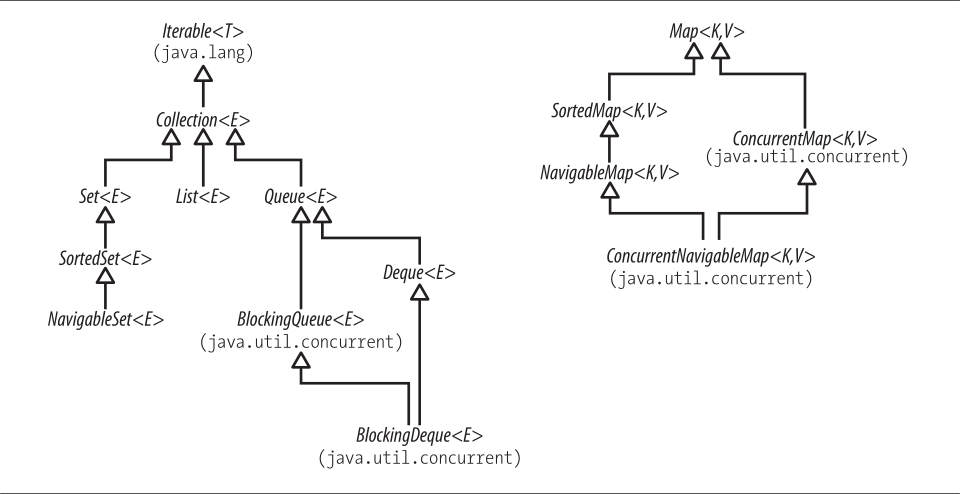 Iterable<T>
(java.lang)
Collection<E>
Set<E>
List<E>
Queue<E>
SortedSet<E>
Deque<E>
NavigableSet<E>
BlockingQueue<E>
(java.util.concurrent)
BlockingDeque<E>
(java.util.concurrent)
Map<K,V>
SortedMap<K,V>
ConcurrentMap<K,V>
(java.util.concurrent)
NavigableMap<K,V>
ConcurrentNavigableMap<K,V>
(java.util.concurrent)